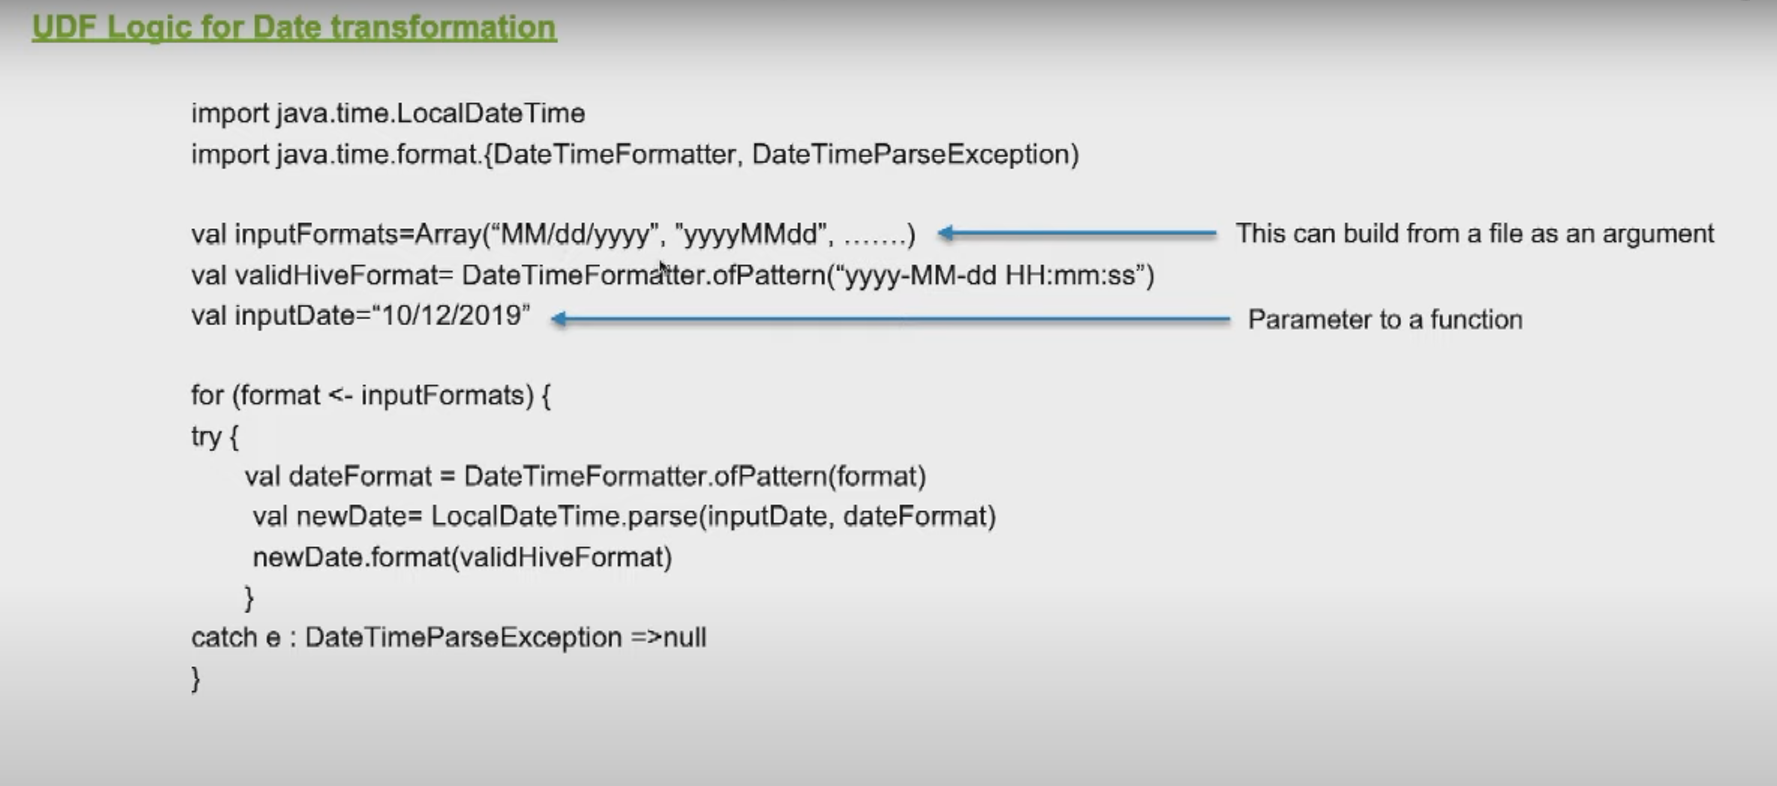 UDF Logic for Date transformation
import java.time.LocalDateTime
import java.time.format.{DateTimeFormatter, DateTimeParseException)
val inputFormats=Array(“MM/dd/yyyy”, "yyyyMMdd", …….)
This can build from a file as an argument
val validHiveFormat= DateTimeFormatter.ofPattern(“yyyy-MM-dd HH:mm:ss”)
val inputDate=“10/12/2019”
Parameter to a function
for (format <- inputFormats) {
try {
val dateFormat = DateTimeFormatter.ofPattern(format)
val newDate= LocalDateTime.parse(inputDate, dateFormat)
newDate.format(validHiveFormat)
}
catch e : DateTimeParseException =>null
}